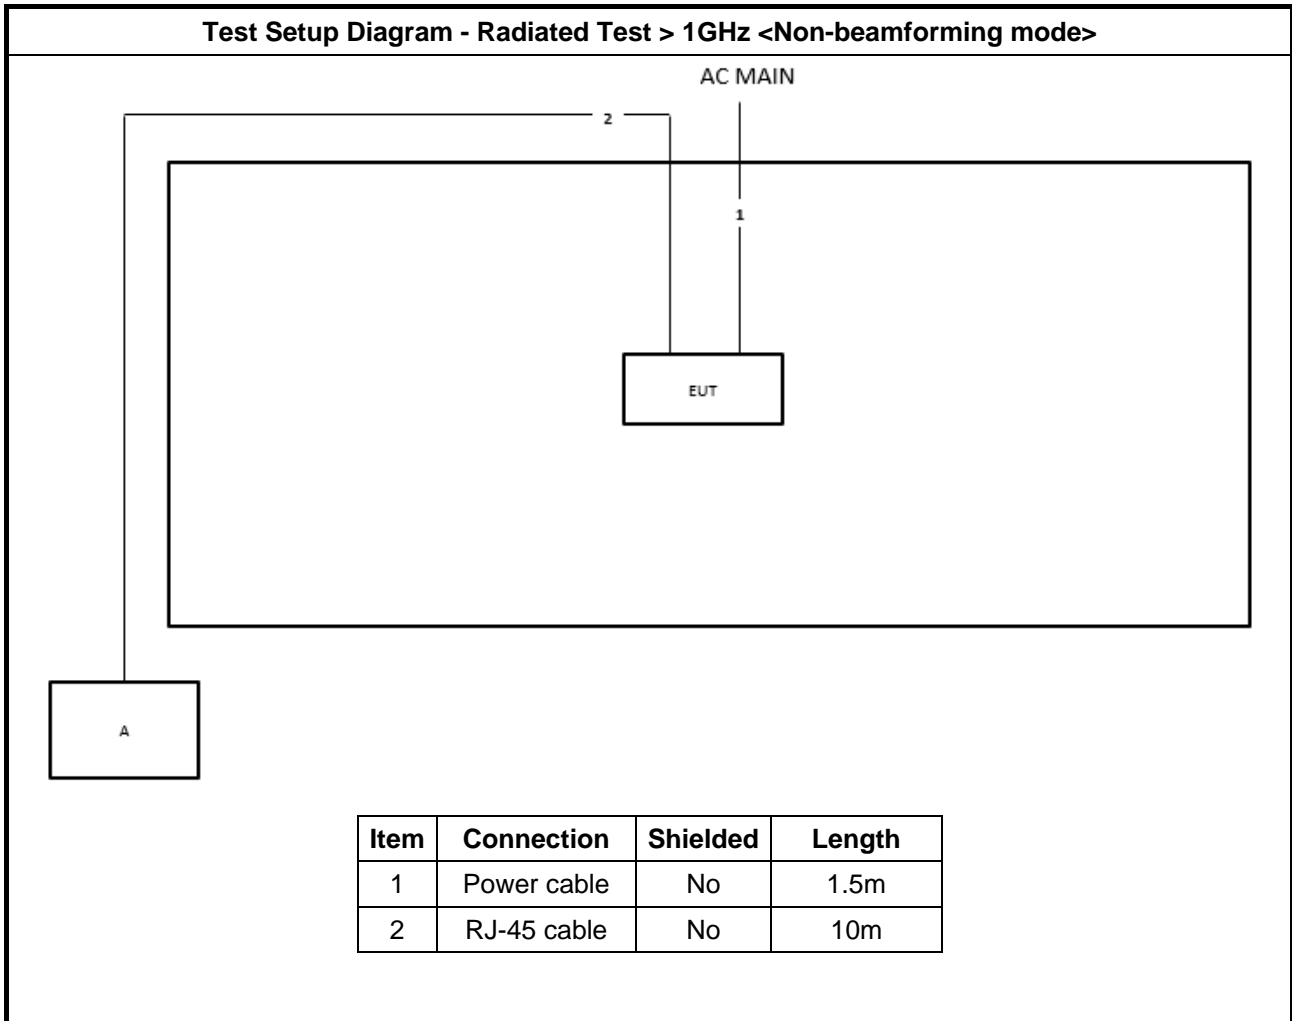 Test Setup Diagram - Radiated Test > 1GHz <Non-beamforming mode>
AC MAIN
2
1
EUT
A
Item Connection Shielded Length
1 Power cable No 1.5m
2 RJ-45 cable No 10m